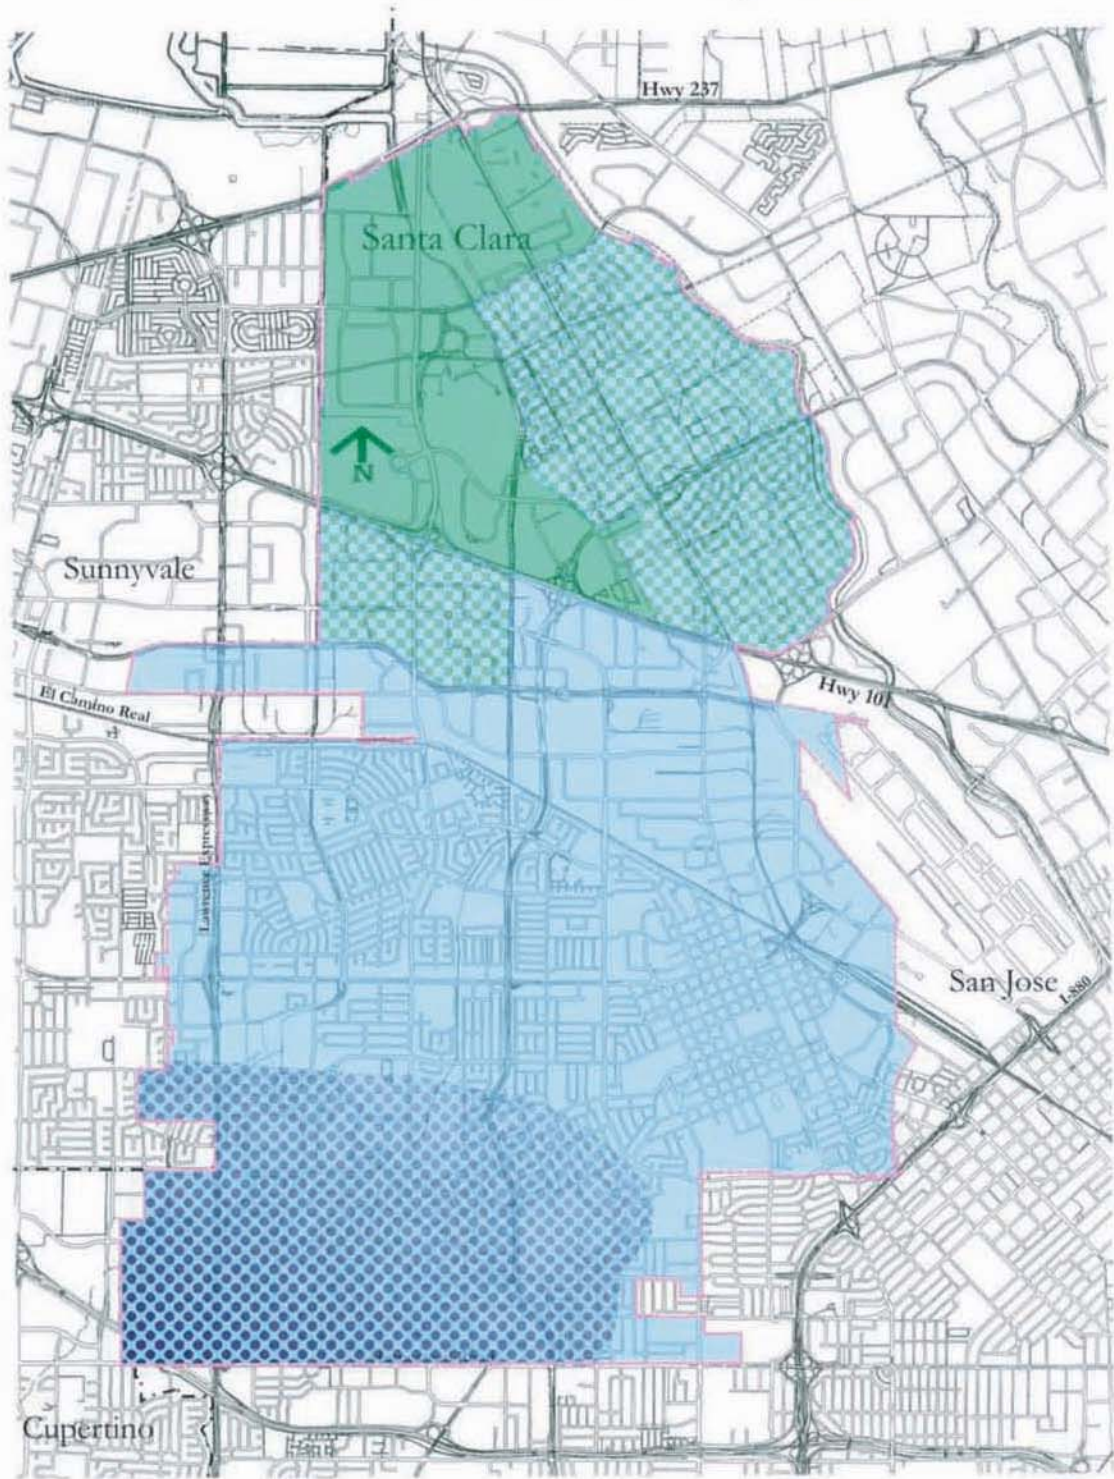 Hwy 237
Santa Clara
N
Sunnyvale
El Camino Real
Hwy 101
Lawrence Expressway
San Jose
I-880
Cupertino